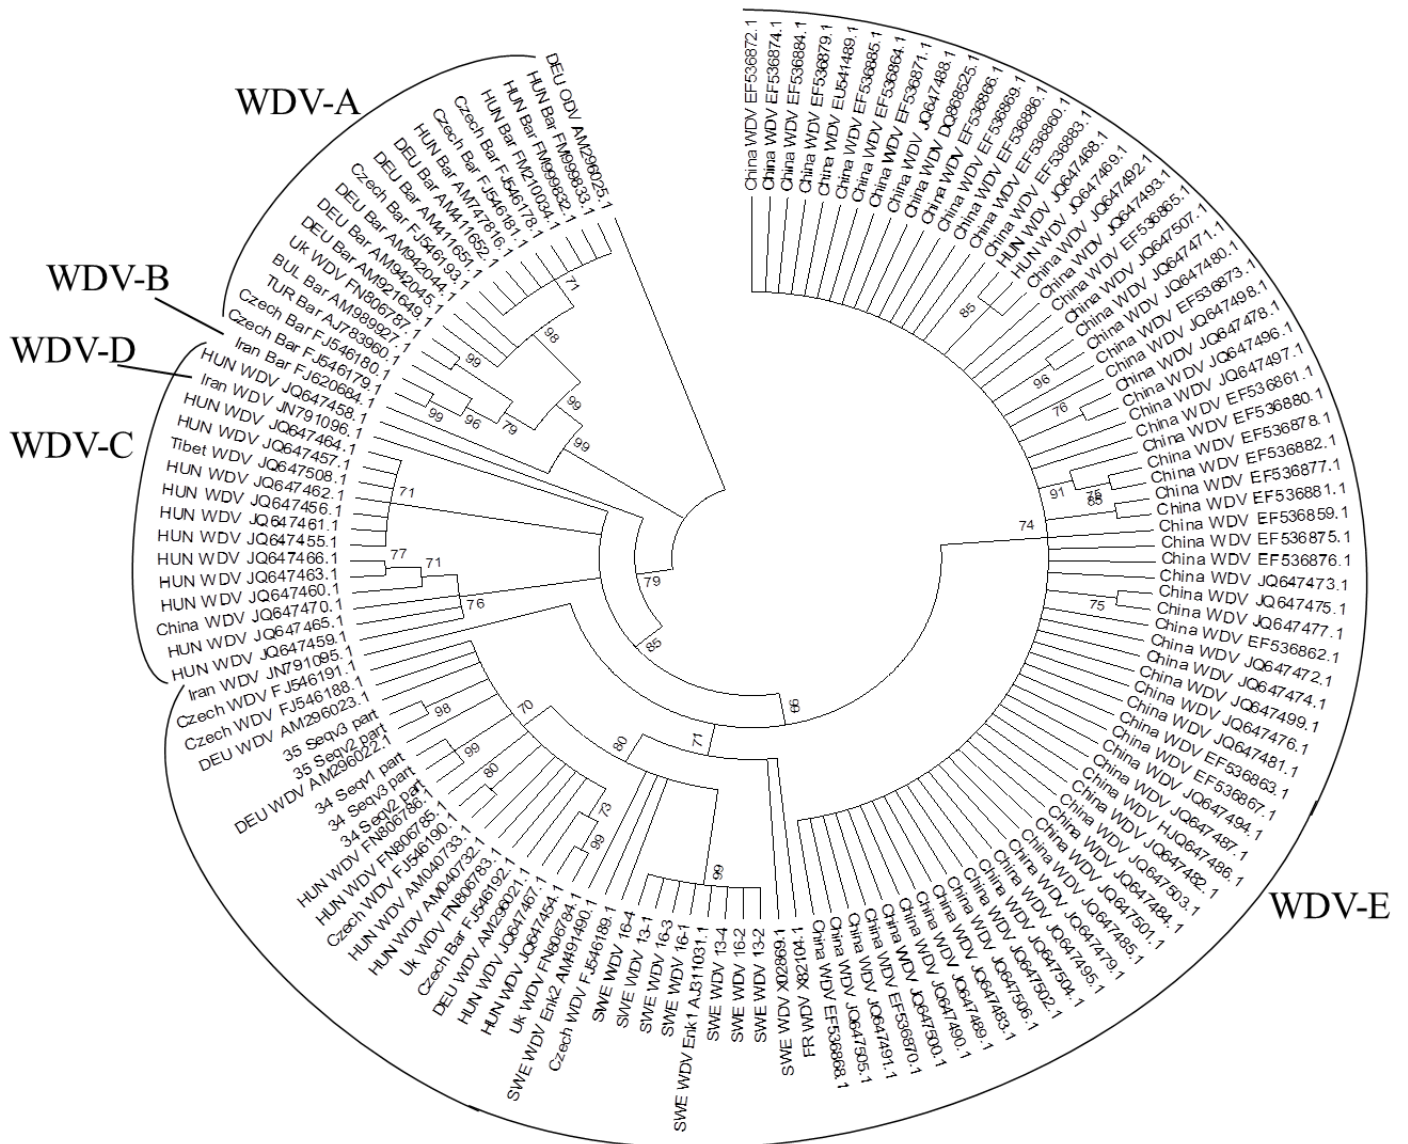 WDV-A
WDV-B
WDV-D
WDV-C
WDV-E
DEU ODV AM296025.1
HUN Bar FM999833.1
HUN Bar FM999832.1
HUN Bar FM210034.1
Czech Bar FJ546178.1
Czech Bar FJ546181.1
HUN Bar AM747816.1
DEU Bar AM411652.1
DEU Bar AM411651.1
Czech Bar FJ546193.1
DEU Bar AM942044.1
DEU Bar AM942045.1
DEU Bar AM921649.1
Uk WDV FN806787.1
BUL Bar AM989927.1
TUR Bar AJ783960.1
Czech Bar FJ546180.1
Czech Bar FJ546179.1
Iran Bar FJ620684.1
HUN WDV JQ647458.1
Iran WDV JN791096.1
HUN WDV JQ647464.1
HUN WDV JQ647457.1
Tibet WDV JQ647508.1
HUN WDV JQ647462.1
HUN WDV JQ647456.1
HUN WDV JQ647461.1
HUN WDV JQ647455.1
HUN WDV JQ647466.1
HUN WDV JQ647463.1
HUN WDV JQ647460.1
China WDV JQ647470.1
HUN WDV JQ647465.1
HUN WDV JQ647459.1
Iran WDV JN791095.1
Czech WDV FJ546191.1
Czech WDV FJ546188.1
DEU WDV AM296023.1
35 Seqv3 part
35 Seqv2 part
DEU WDV AM296022.1
34 Seqv1 part
34 Seqv3 part
34 Seqv2 part
HUN WDV FN806786.1
HUN WDV FN806785.1
Czech WDV FJ546190.1
HUN WDV AM040733.1
HUN WDV AM040732.1
Uk WDV FN806783.1
Czech Bar FJ546192.1
DEU WDV AM296021.1
HUN WDV JQ647467.1
HUN WDV JQ647454.1
Uk WDV FN806784.1
SWE WDV Enk2 AM491490.1
Czech WDV FJ546189.1
SWE WDV 16-4
SWE WDV 13-1
SWE WDV 16-3
SWE WDV 16-1
SWE WDV Enk1 AJ311031.1
SWE WDV 13-4
SWE WDV 16-2
SWE WDV 13-2
SWE WDV X02869.1
FR WDV X82104.1
China WDV EF536868.1
China WDV JQ647505.1
China WDV JQ647491.1
China WDV EF536870.1
China WDV JQ647500.1
China WDV JQ647490.1
China WDV JQ647489.1
China WDV JQ647483.1
China WDV JQ647506.1
China WDV JQ647502.1
China WDV JQ647504.1
China WDV JQ647495.1
China WDV JQ647479.1
China WDV JQ647485.1
China WDV JQ647501.1
China WDV JQ647484.1
China WDV JQ647503.1
China WDV JQ647482.1
China WDV HJQ647486.1
China WDV JQ647487.1
China WDV JQ647494.1
China WDV EF536867.1
China WDV EF536863.1
China WDV JQ647481.1
China WDV JQ647476.1
China WDV JQ647499.1
China WDV JQ647474.1
China WDV JQ647472.1
China WDV EF536862.1
China WDV JQ647477.1
China WDV JQ647475.1
China WDV JQ647473.1
China WDV EF536876.1
China WDV EF536875.1
China WDV EF536859.1
China WDV EF536881.1
China WDV EF536877.1
China WDV EF536882.1
China WDV EF536878.1
China WDV EF536880.1
China WDV EF536861.1
China WDV JQ647497.1
China WDV JQ647496.1
China WDV JQ647478.1
China WDV JQ647498.1
China WDV EF536873.1
China WDV JQ647480.1
China WDV JQ647471.1
China WDV JQ647507.1
China WDV EF536865.1
China WDV JQ647493.1
China WDV JQ647492.1
HUN WDV JQ647469.1
HUN WDV JQ647468.1
China WDV EF536883.1
China WDV EF536860.1
China WDV EF536886.1
China WDV EF536869.1
China WDV EF536866.1
China WDV DQ868525.1
China WDV JQ647488.1
China WDV EF536871.1
China WDV EF536864.1
China WDV EF536885.1
China WDV EU541489.1
China WDV EF536879.1
China WDV EF536884.1
China WDV EF536874.1
China WDV EF536872.1
71
98
99
99
99
99
96
79
71
77
71
76
79
85
98
99
80
70
80
71
73
99
99
74
85
96
76
91
75